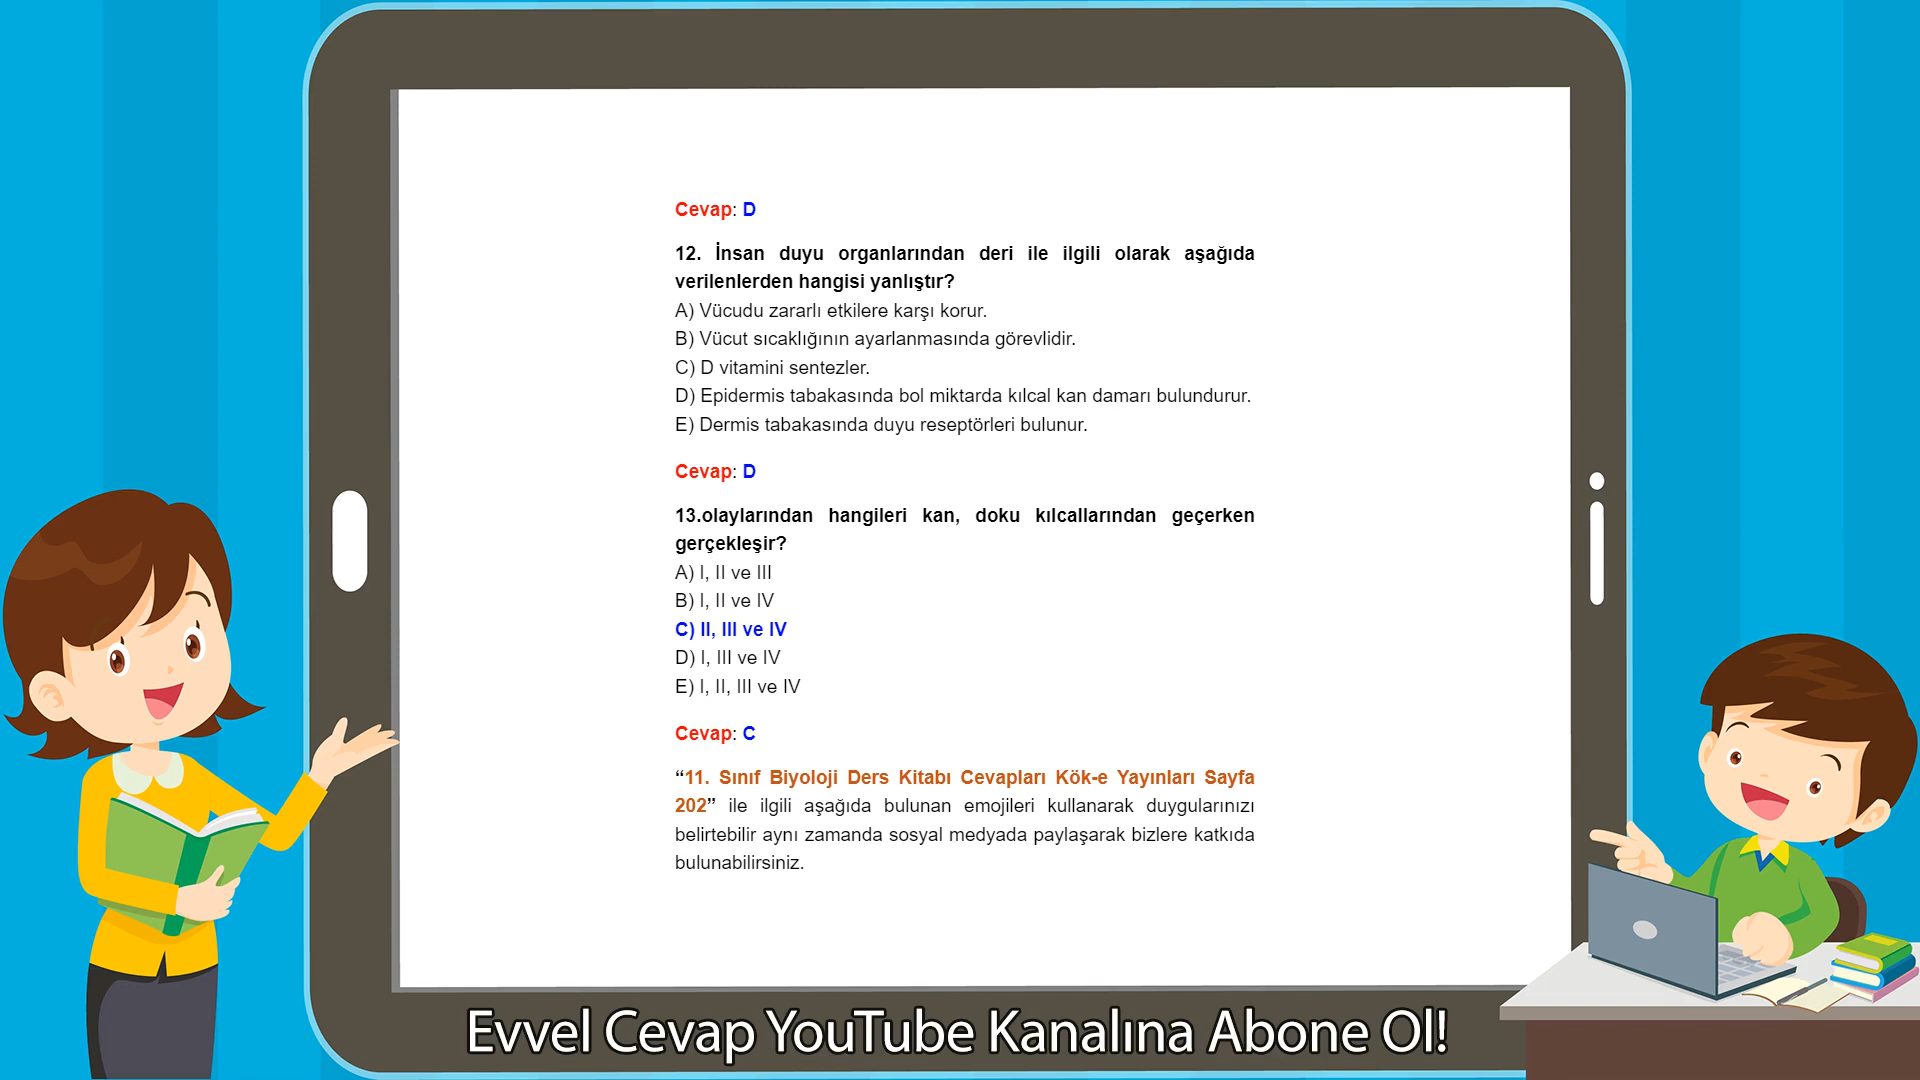 Cevap: D
12. İnsan duyu organlarından deri ile ilgili olarak aşağıda
verilenlerden hangisi yanlıştır?
A) Vücudu zararlı etkilere karşı korur.
B) Vücut sıcaklığının ayarlanmasında görevlidir.
C) D vitamini sentezler.
D) Epidermis tabakasında bol miktarda kılcal kan damarı bulundurur.
E) Dermis tabakasında duyu reseptörleri bulunur.
Cevap: D
13.olaylarından hangileri kan, doku kılcallarından geçerken
gerçekleşir?
A) I, II ve III
B) I, II ve IV
C) II, III ve IV
D) I, III ve IV
E) I, II, III ve IV
Cevap: C
“11. Sınıf Biyoloji Ders Kitabı Cevapları Kök-e Yayınları Sayfa
202” ile ilgili aşağıda bulunan emojileri kullanarak duygularınızı
belirtebilir aynı zamanda sosyal medyada paylaşarak bizlere katkıda
bulunabilirsiniz.
Evvel Cevap YouTube Kanalına Abone Ol!